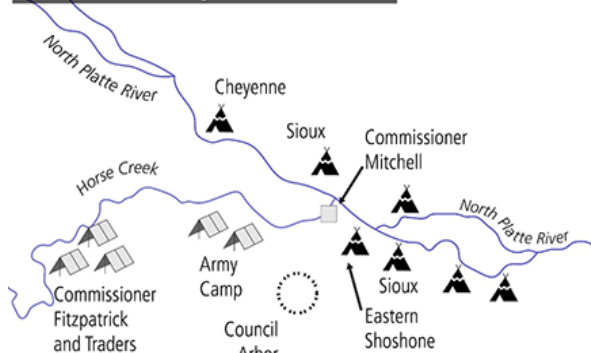 North Platte River
Cheyenne
Sioux
Commissioner
Mitchell
Horse Creek
North Platte River
Army
Camp
Sioux
Commissioner
Fitzpatrick
and Traders
Council
Arbor
Eastern
Shoshone